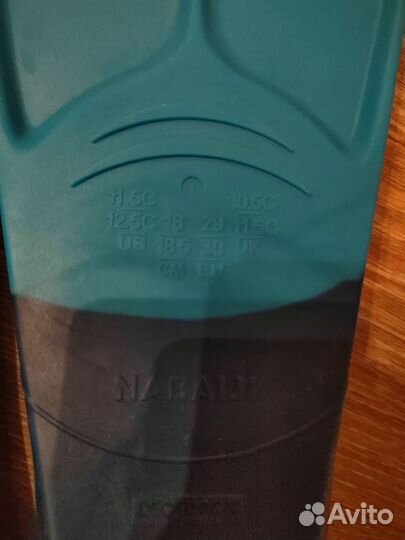 11.5C 10.5C
12.5C 18 29 11.5C
US 18.5 30 UK
CM EU
NABAIJI
DECATHLON
Avito